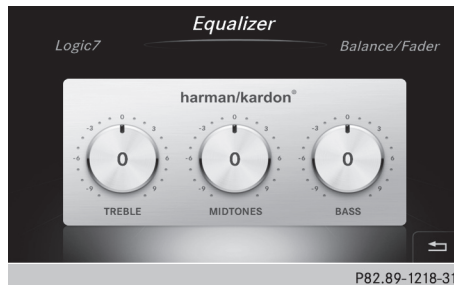 Equalizer
Logic7
Balance/Fader
harman/kardon®
0 0 0
-3 3 -3 3 -3 3
-6 0 6 -6 0 6 -6 0 6
-9 9 -9 9 -9 9
TREBLE MIDTONES BASS
P82.89-1218-31